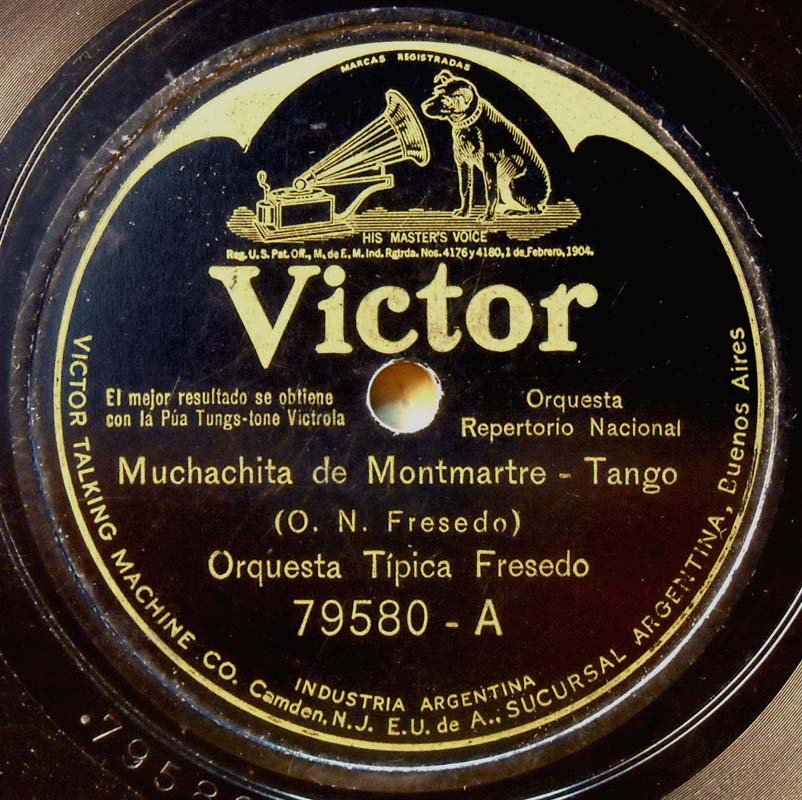 MARCAS REGISTRADAS
HIS MASTER'S VOICE
Reg. U.S. Pat. Off., M. de F., M. Ind. Rgtrda. Nos. 4176 y 4180, 1 de Febrero, 1904.
Victor
El mejor resultado se obtiene
con la Púa Tungs-tone Victrola
Orquesta
Repertorio Nacional
Muchachita de Montmartre - Tango
(O. N. Fresedo)
Orquesta Típica Fresedo
79580 - A
INDUSTRIA ARGENTINA
VICTOR TALKING MACHINE CO. Camden, N.J. E.U. de A., SUCURSAL ARGENTINA, Buenos Aires
.79580